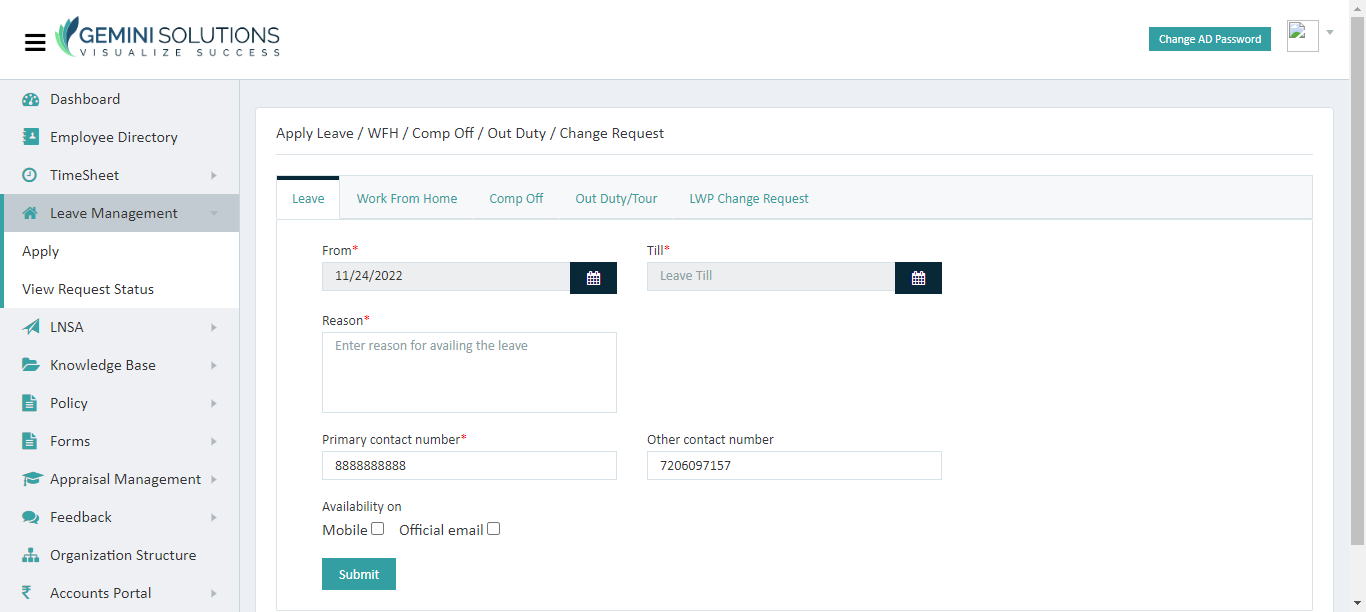 GEMINI SOLUTIONS
VISUALIZE SUCCESS
Change AD Password
Dashboard
Employee Directory
TimeSheet
Leave Management
Apply
View Request Status
LNSA
Knowledge Base
Policy
Forms
Appraisal Management
Feedback
Organization Structure
Accounts Portal
Apply Leave / WFH / Comp Off / Out Duty / Change Request
Leave Work From Home Comp Off Out Duty/Tour LWP Change Request
From* Till*
11/24/2022 Leave Till
Reason*
Enter reason for availing the leave
Primary contact number* Other contact number
8888888888 7206097157
Availability on
Mobile Official email
Submit